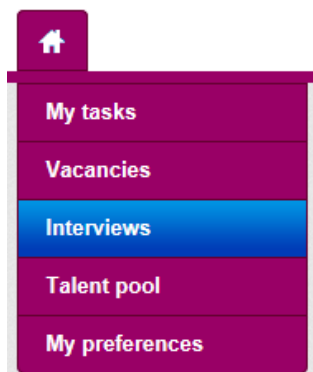 My tasks
Vacancies
Interviews
Talent pool
My preferences